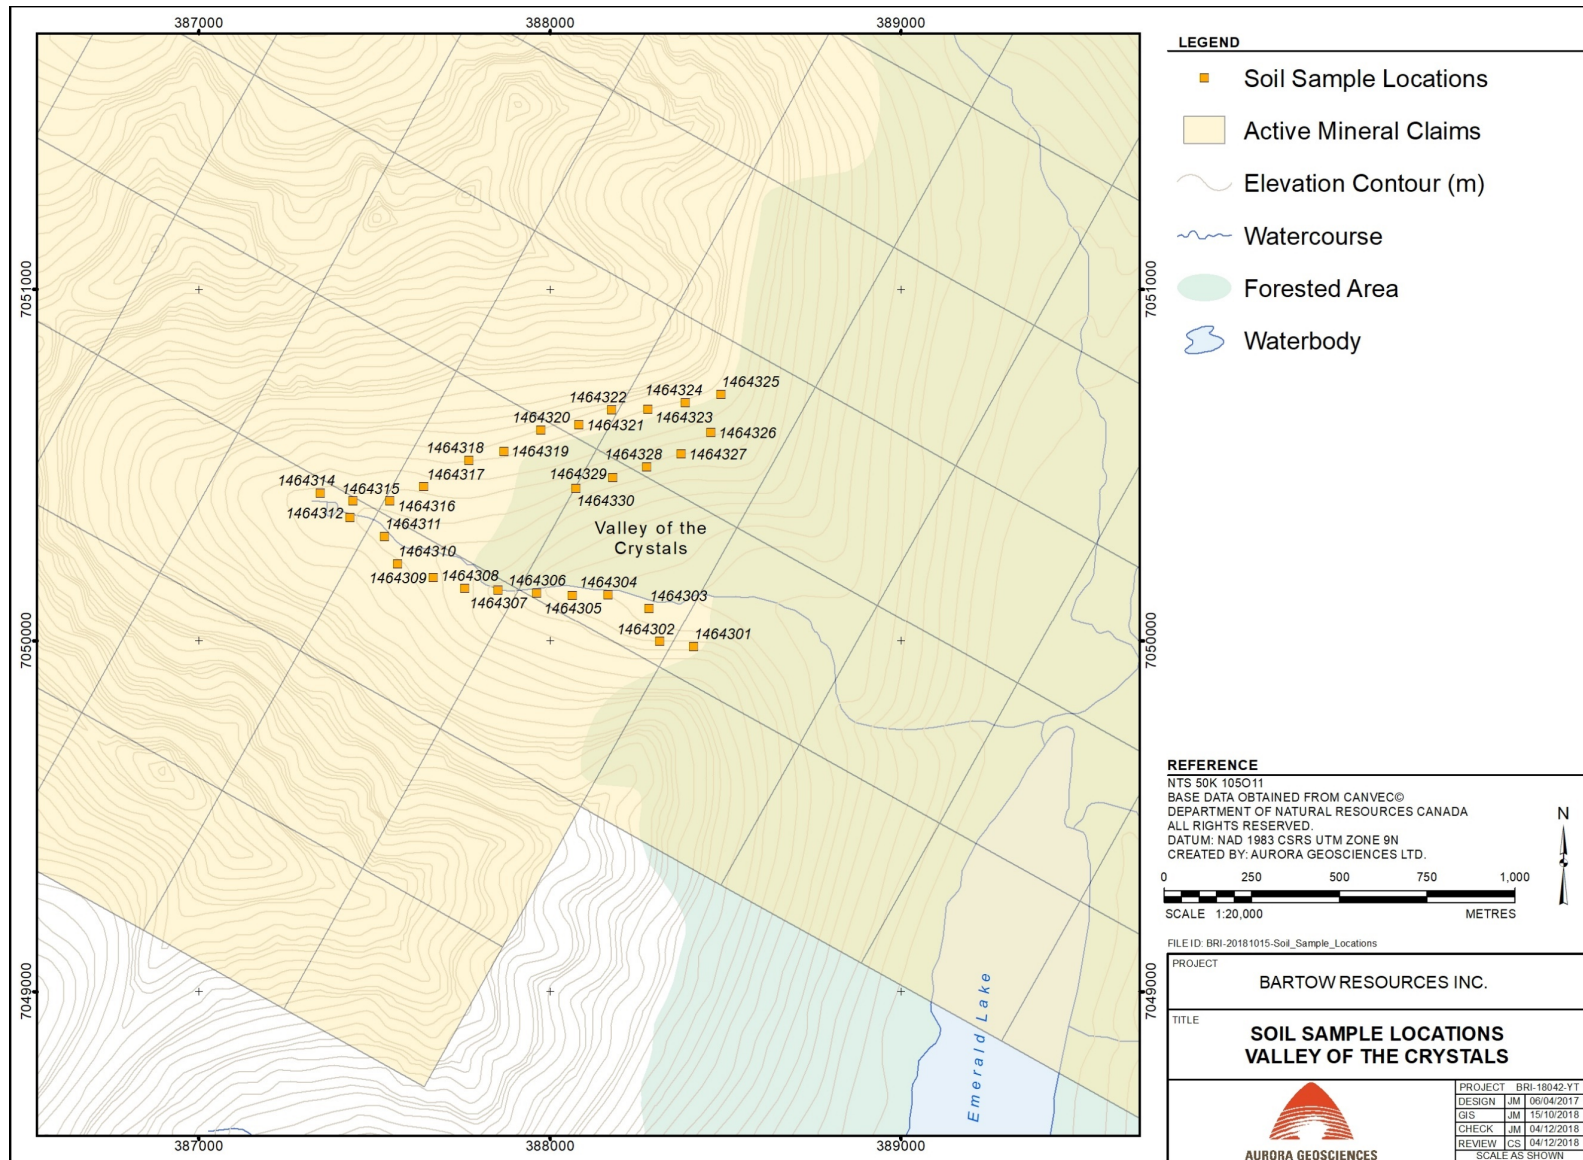 387000
388000
389000
7051000
7050000
7049000
7051000
7050000
7049000
1464325
1464324
1464322
1464320
1464323
1464321
1464326
1464318
1464319
1464328
1464327
1464317
1464329
1464314
1464315
1464330
1464316
1464312
1464311
Valley of the
Crystals
1464310
1464309
1464308
1464306
1464304
1464307
1464305
1464303
1464302
1464301
Emerald Lake
387000
388000
389000
LEGEND
Soil Sample Locations
Active Mineral Claims
Elevation Contour (m)
Watercourse
Forested Area
Waterbody
REFERENCE
NTS 50K 105O11
BASE DATA OBTAINED FROM CANVEC©
DEPARTMENT OF NATURAL RESOURCES CANADA
ALL RIGHTS RESERVED.
DATUM: NAD 1983 CSRS UTM ZONE 9N
CREATED BY: AURORA GEOSCIENCES LTD.
N
0 250 500 750 1,000
SCALE 1:20,000 METRES
FILE ID: BRI-20181015-Soil_Sample_Locations
PROJECT
BARTOW RESOURCES INC.
TITLE
SOIL SAMPLE LOCATIONS
VALLEY OF THE CRYSTALS
AURORA GEOSCIENCES
PROJECT BRI-18042-YT
DESIGN JM 06/04/2017
GIS JM 15/10/2018
CHECK JM 04/12/2018
REVIEW CS 04/12/2018
SCALE AS SHOWN